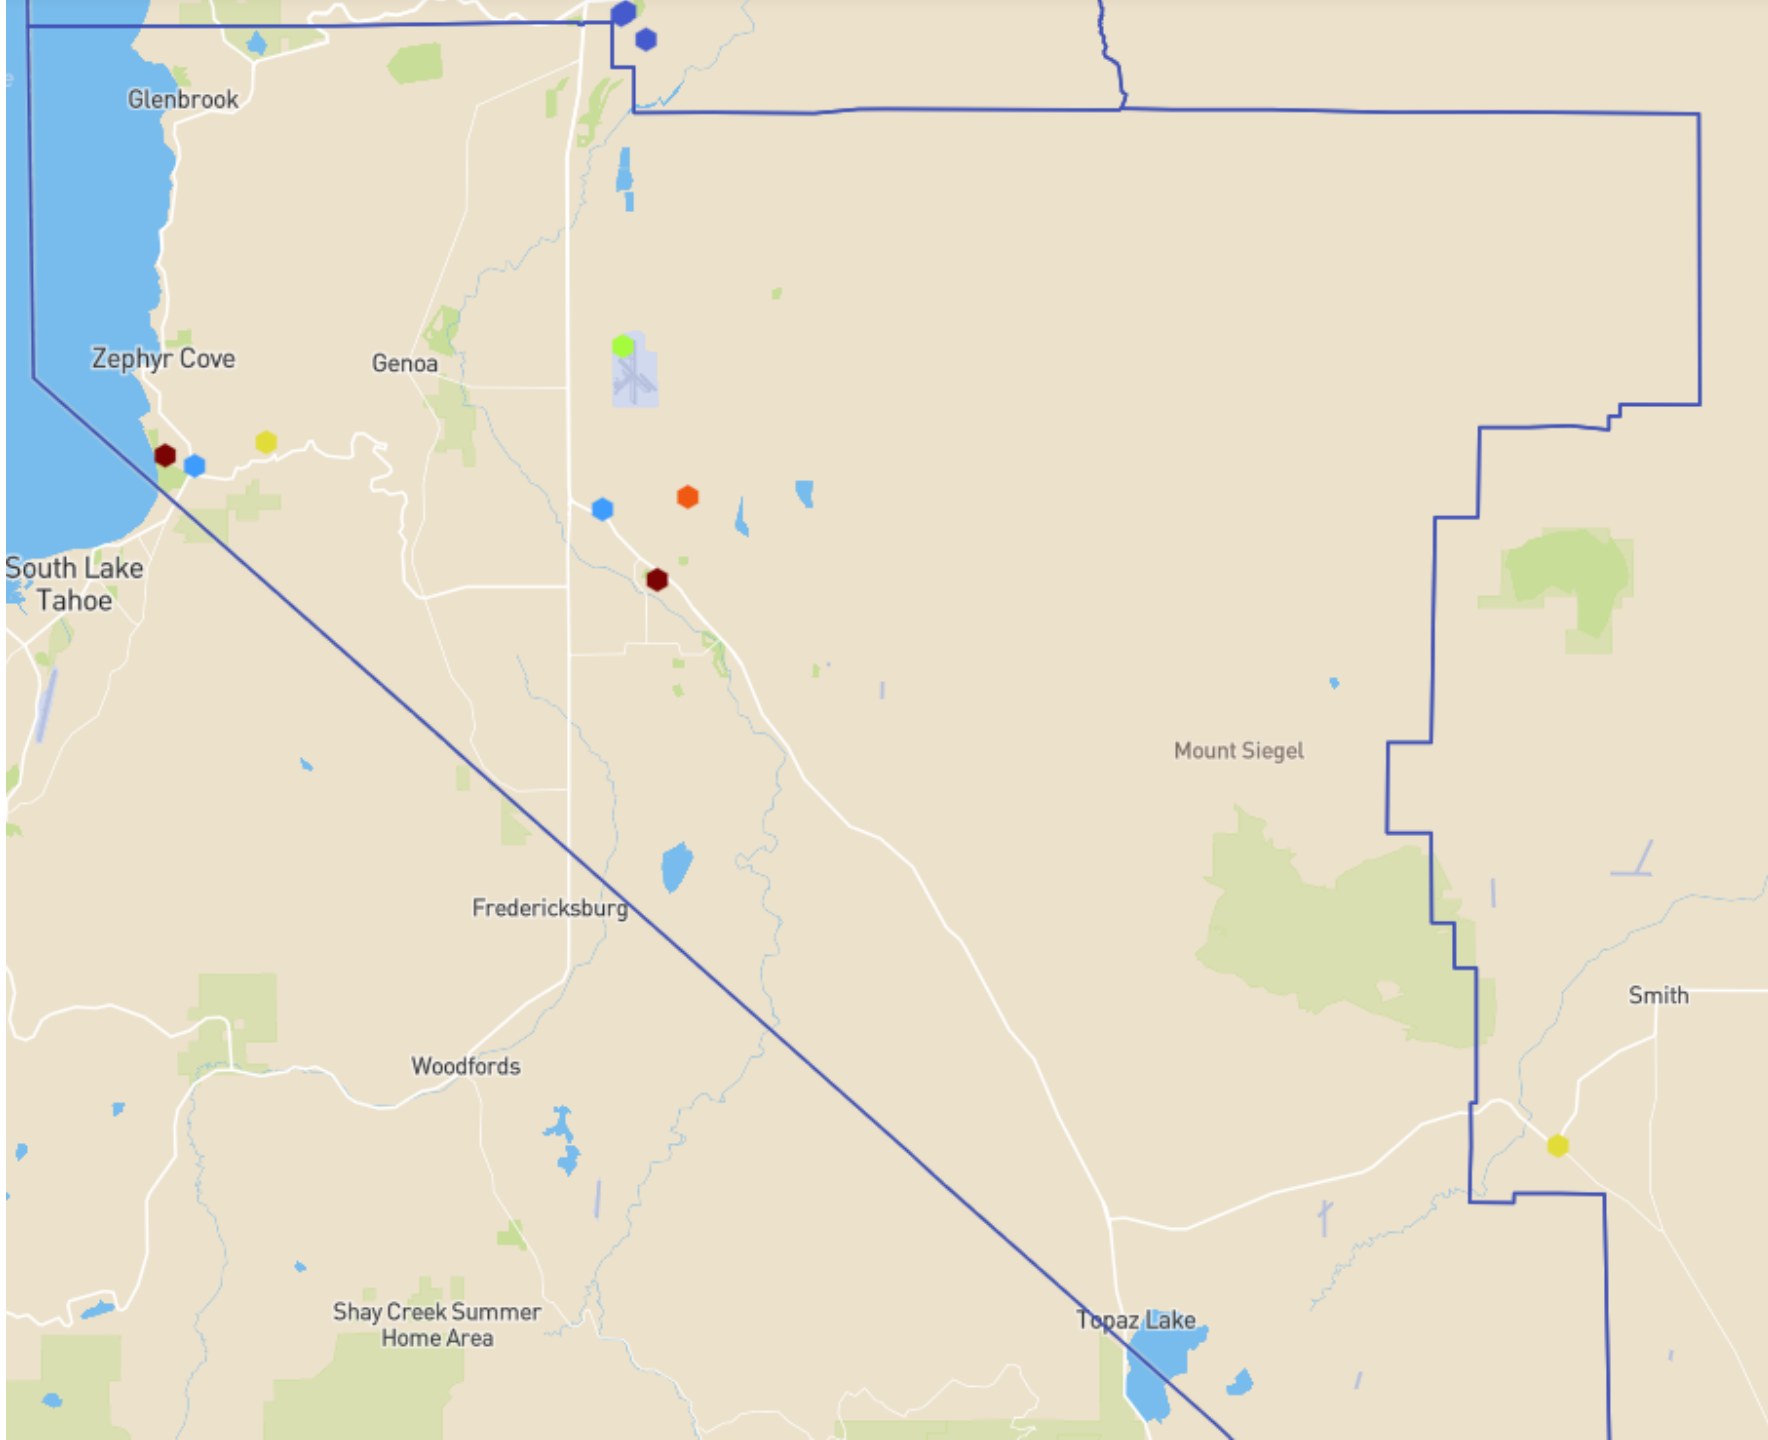 Glenbrook
Zephyr Cove
Genoa
South Lake
Tahoe
Mount Siegel
Fredericksburg
Smith
Woodfords
Shay Creek Summer
Home Area
Topaz Lake